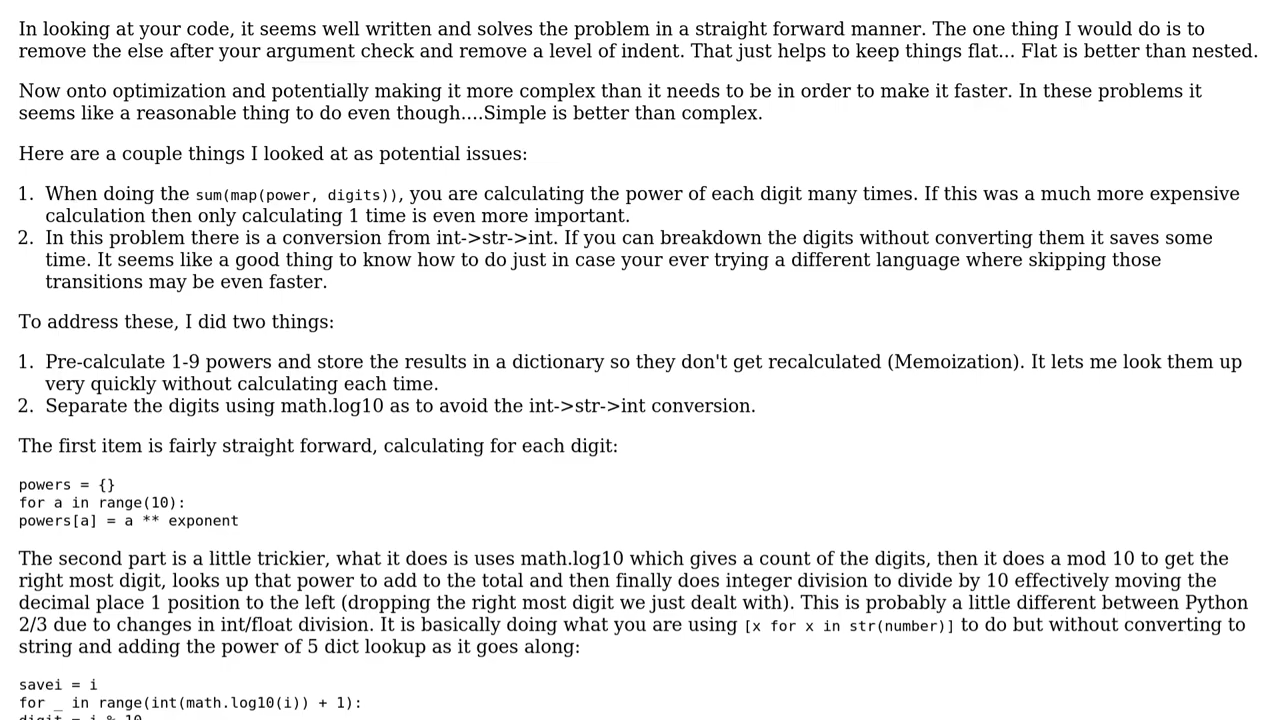 In looking at your code, it seems well written and solves the problem in a straight forward manner. The one thing I would do is to
remove the else after your argument check and remove a level of indent. That just helps to keep things flat... Flat is better than nested.
Now onto optimization and potentially making it more complex than it needs to be in order to make it faster. In these problems it
seems like a reasonable thing to do even though....Simple is better than complex.
Here are a couple things I looked at as potential issues:
1. When doing the sum(map(power, digits)), you are calculating the power of each digit many times. If this was a much more expensive
calculation then only calculating 1 time is even more important.
2. In this problem there is a conversion from int->str->int. If you can breakdown the digits without converting them it saves some
time. It seems like a good thing to know how to do just in case your ever trying a different language where skipping those
transitions may be even faster.
To address these, I did two things:
1. Pre-calculate 1-9 powers and store the results in a dictionary so they don't get recalculated (Memoization). It lets me look them up
very quickly without calculating each time.
2. Separate the digits using math.log10 as to avoid the int->str->int conversion.
The first item is fairly straight forward, calculating for each digit:
powers = {}
for a in range(10):
powers[a] = a ** exponent
The second part is a little trickier, what it does is uses math.log10 which gives a count of the digits, then it does a mod 10 to get the
right most digit, looks up that power to add to the total and then finally does integer division to divide by 10 effectively moving the
decimal place 1 position to the left (dropping the right most digit we just dealt with). This is probably a little different between Python
2/3 due to changes in int/float division. It is basically doing what you are using [x for x in str(number)] to do but without converting to
string and adding the power of 5 dict lookup as it goes along:
savei = i
for _ in range(int(math.log10(i)) + 1):
digit = i % 10